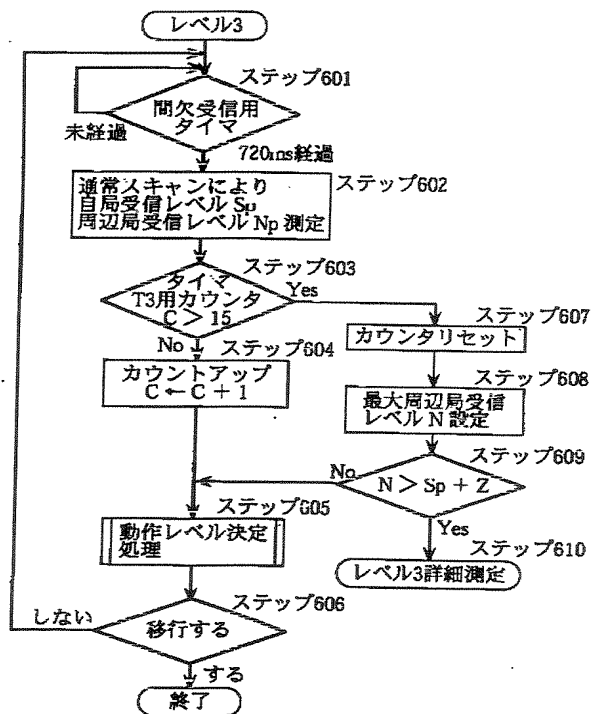 レベル3
ステップ601
間欠受信用
タイマ
未経過
720ms経過
ステップ602
通常スキャンにより
自局受信レベル Sp
周辺局受信レベル Np 測定
ステップ603
タイマ
T3用カウンタ
C > 15
Yes
No
ステップ604
カウントアップ
C ← C + 1
ステップ607
カウンタリセット
ステップ608
最大周辺局受信
レベル N 設定
ステップ609
N > Sp + Z
No
Yes
ステップ605
動作レベル決定
処理
ステップ610
レベル3詳細測定
ステップ606
移行する
しない
する
終了